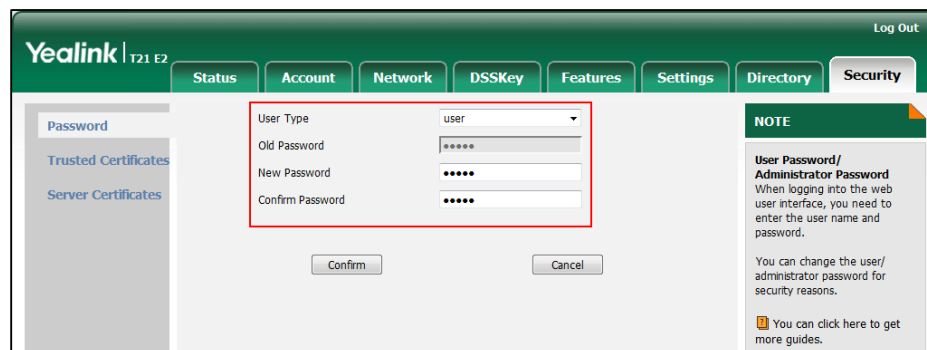 Log Out
Yealink | T21 E2
Status Account Network DSSKey Features Settings Directory Security
Password
Trusted Certificates
Server Certificates
User Type user
Old Password •••••
New Password •••••
Confirm Password •••••
Confirm Cancel
NOTE
User Password/
Administrator Password
When logging into the web
user interface, you need to
enter the user name and
password.
You can change the user/
administrator password for
security reasons.
? You can click here to get
more guides.